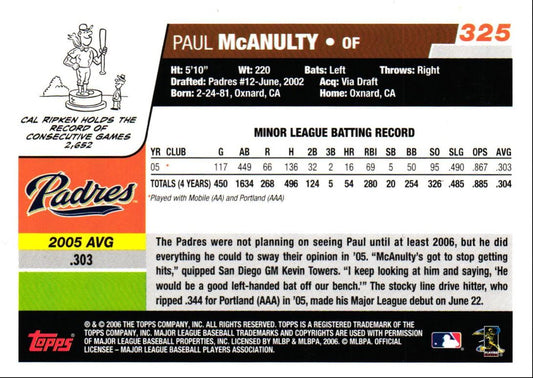 325
PAUL McANULTY • OF
Ht: 5'10" Wt: 220 Bats: Left Throws: Right
Drafted: Padres #12-June, 2002 Acq: Via Draft
Born: 2-24-81, Oxnard, CA Home: Oxnard, CA
CAL RIPKEN HOLDS THE
RECORD OF
CONSECUTIVE GAMES
2,652
MINOR LEAGUE BATTING RECORD
YR CLUB G AB R H 2B 3B HR RBI SB BB SO SLG OPS AVG
05 * 117 449 66 136 32 2 16 69 5 50 95 .490 .867 .303
TOTALS (4 YEARS) 450 1634 268 496 124 5 54 280 20 254 326 .485 .885 .304
*Played with Mobile (AA) and Portland (AAA)
Padres
2005 AVG
.303
The Padres were not planning on seeing Paul until at least 2006, but he did
everything he could to sway their opinion in '05. "McAnulty's got to stop getting
hits," quipped San Diego GM Kevin Towers. "I keep looking at him and saying, 'He
would be a good left-handed bat off our bench.'" The stocky line drive hitter, who
ripped .344 for Portland (AAA) in '05, made his Major League debut on June 22.
Topps
® & © 2006 THE TOPPS COMPANY, INC. ALL RIGHTS RESERVED. TOPPS IS A REGISTERED TRADEMARK OF THE
TOPPS COMPANY, INC. MAJOR LEAGUE BASEBALL TRADEMARKS AND COPYRIGHTS ARE USED WITH PERMISSION
OF MAJOR LEAGUE BASEBALL PROPERTIES, INC. LICENSED BY MLBP & MLBPA, 2006. © MLBPA. OFFICIAL
LICENSEE – MAJOR LEAGUE BASEBALL PLAYERS ASSOCIATION.